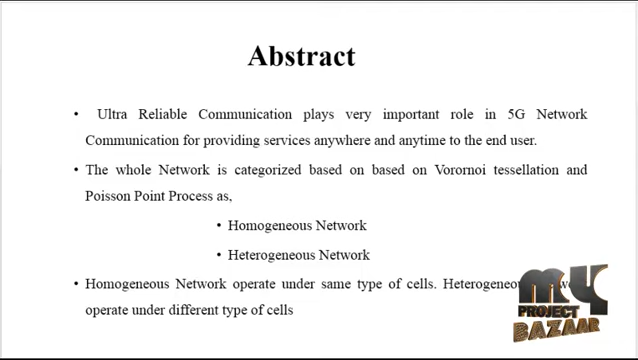 Abstract
• Ultra Reliable Communication plays very important role in 5G Network
Communication for providing services anywhere and anytime to the end user.
• The whole Network is categorized based on based on Vorornoi tessellation and
Poisson Point Process as,
• Homogeneous Network
• Heterogeneous Network
• Homogeneous Network operate under same type of cells.
operate under different type of cells
MY
PROJECT
BAZAAR